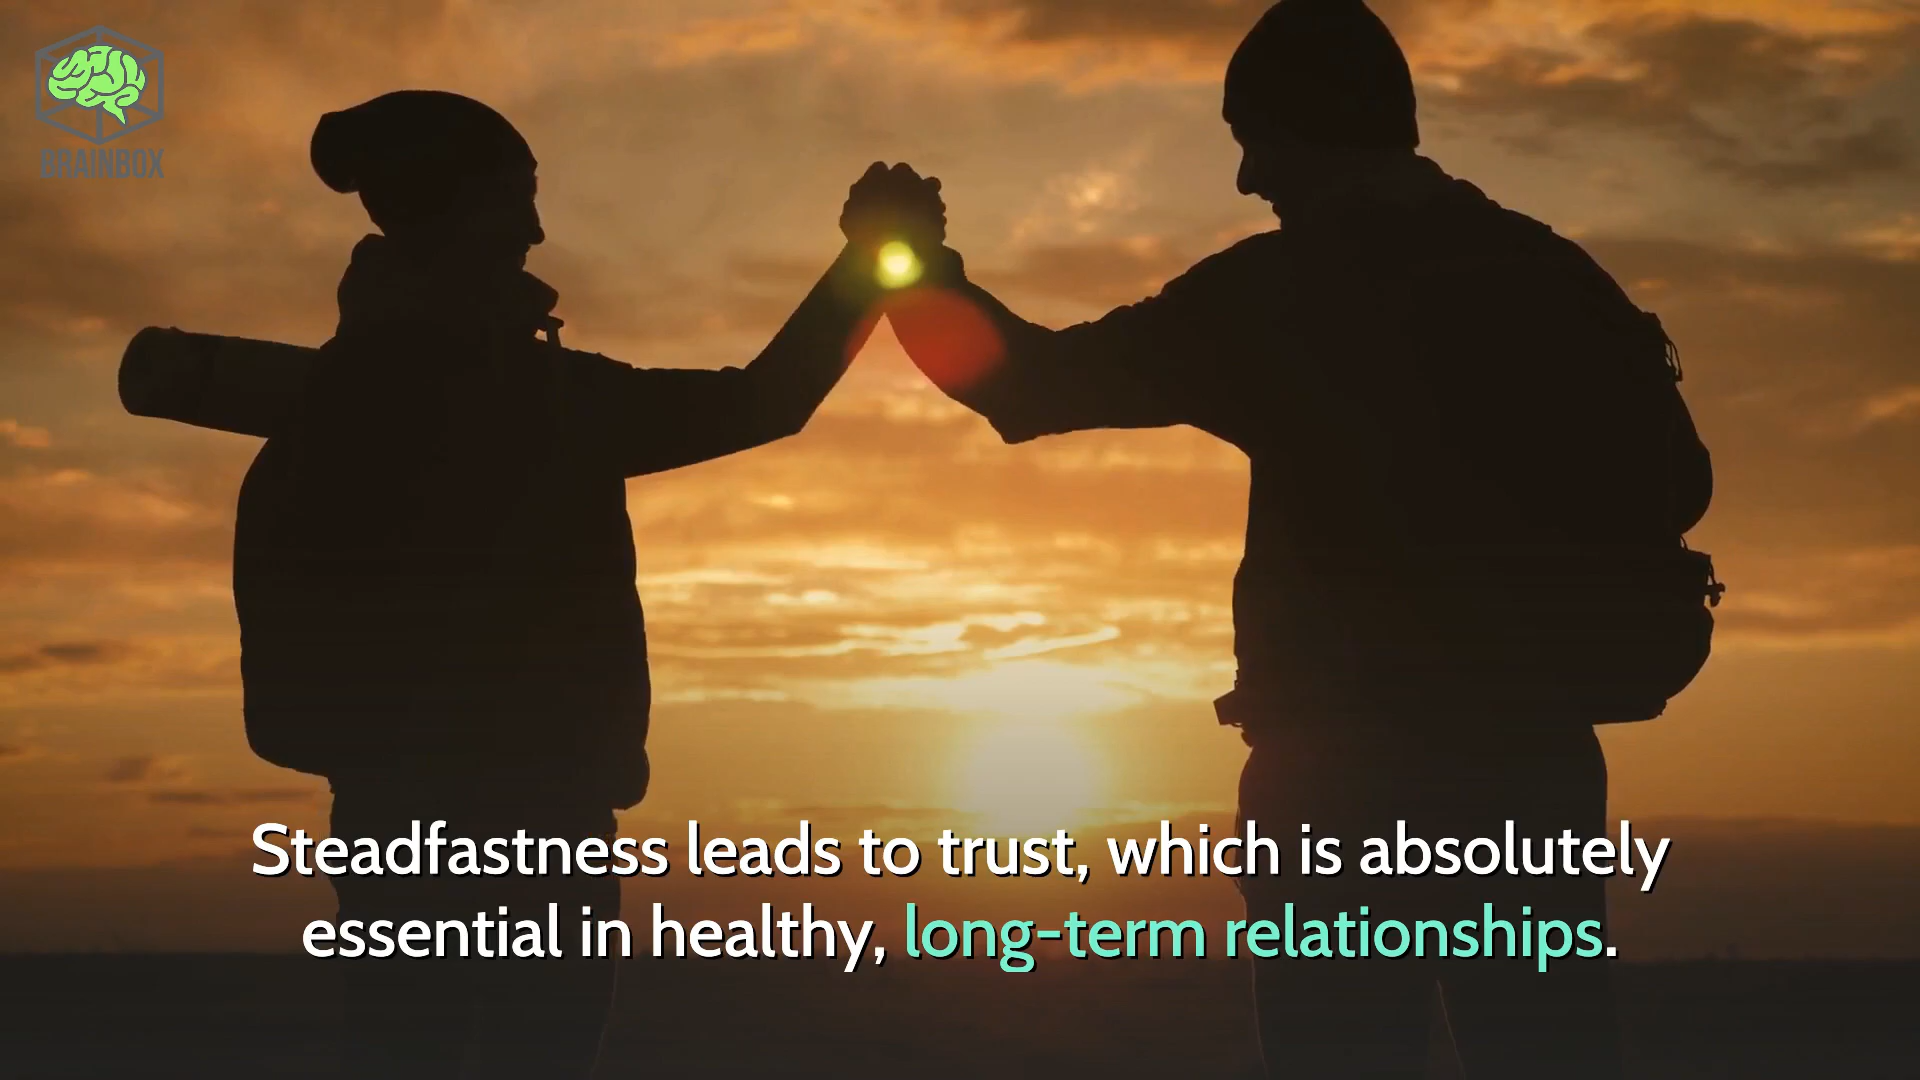 BRAINBOX
Steadfastness leads to trust, which is absolutely
essential in healthy, long-term relationships.